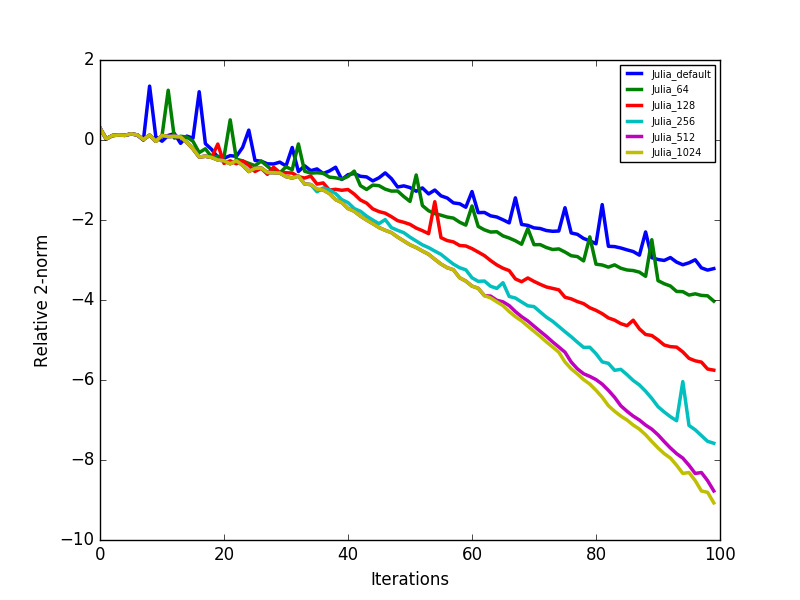 2
0
−2
−4
−6
−8
−10
0 20 40 60 80 100
Iterations
Relative 2-norm
Julia_default
Julia_64
Julia_128
Julia_256
Julia_512
Julia_1024